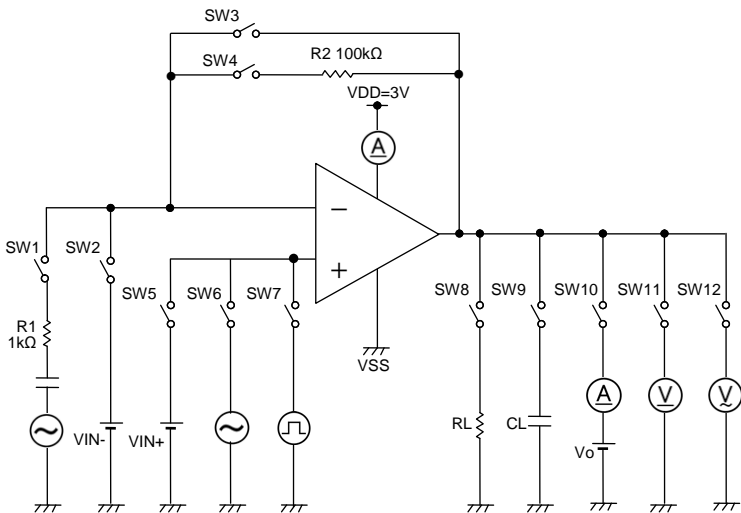 SW3
SW4
R2 100kΩ
VDD=3V
A
SW1
SW2
SW5
SW6
SW7
SW8
SW9
SW10
SW11
SW12
VSS
R1
1kΩ
VIN-
VIN+
RL
CL
A
Vo
V
V